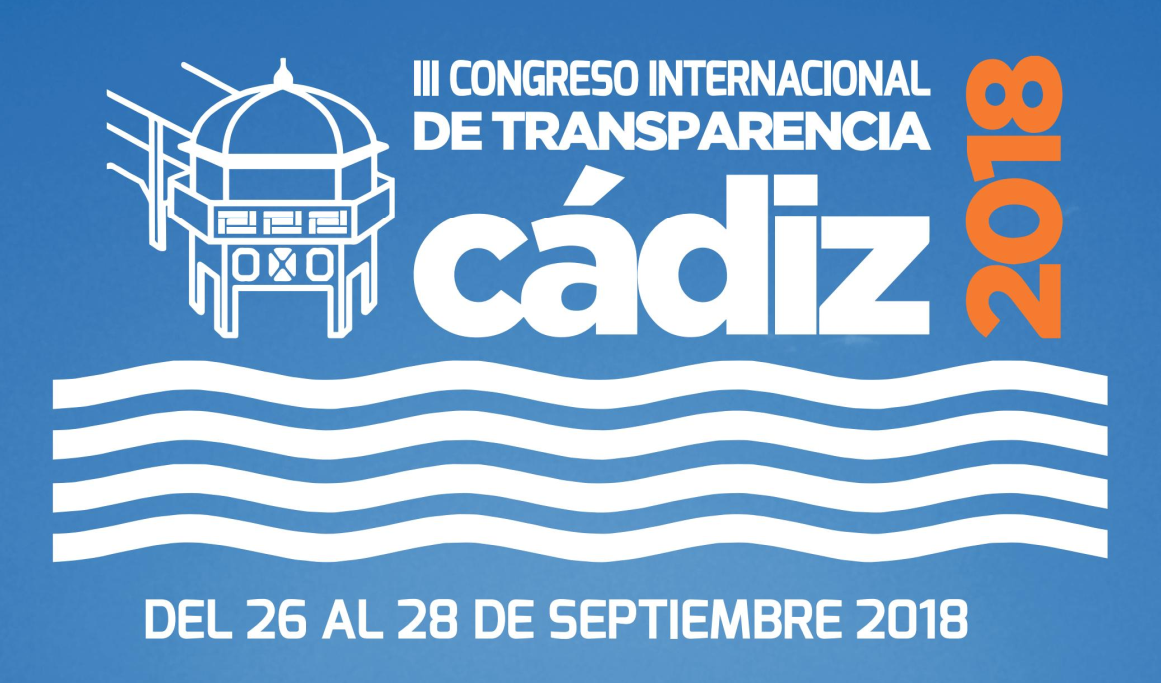 III CONGRESO INTERNACIONAL
DE TRANSPARENCIA
cádiz
2018
DEL 26 AL 28 DE SEPTIEMBRE 2018